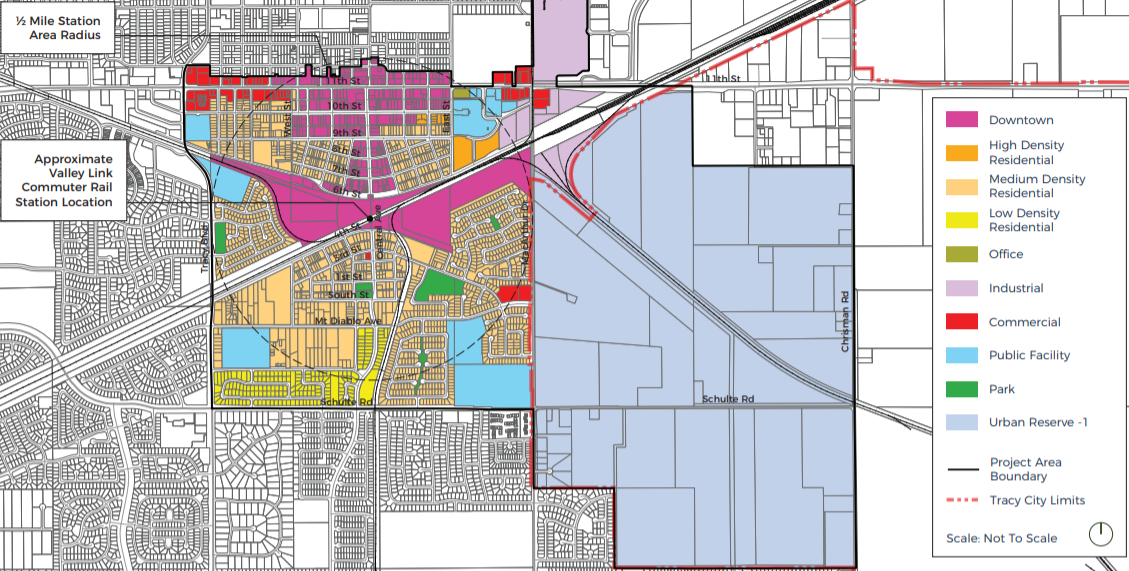 ½ Mile Station
Area Radius
Approximate
Valley Link
Commuter Rail
Station Location
11th St
10th St
9th St
8th St
7th St
6th St
4th St
3rd St
1st St
South St
Mt Diablo Ave
Schulte Rd
West St
East St
Central Ave
Tracy Blvd
MacArthur Dr
11th St
Chrisman Rd
Schulte Rd
Downtown
High Density
Residential
Medium Density
Residential
Low Density
Residential
Office
Industrial
Commercial
Public Facility
Park
Urban Reserve -1
Project Area
Boundary
Tracy City Limits
Scale: Not To Scale